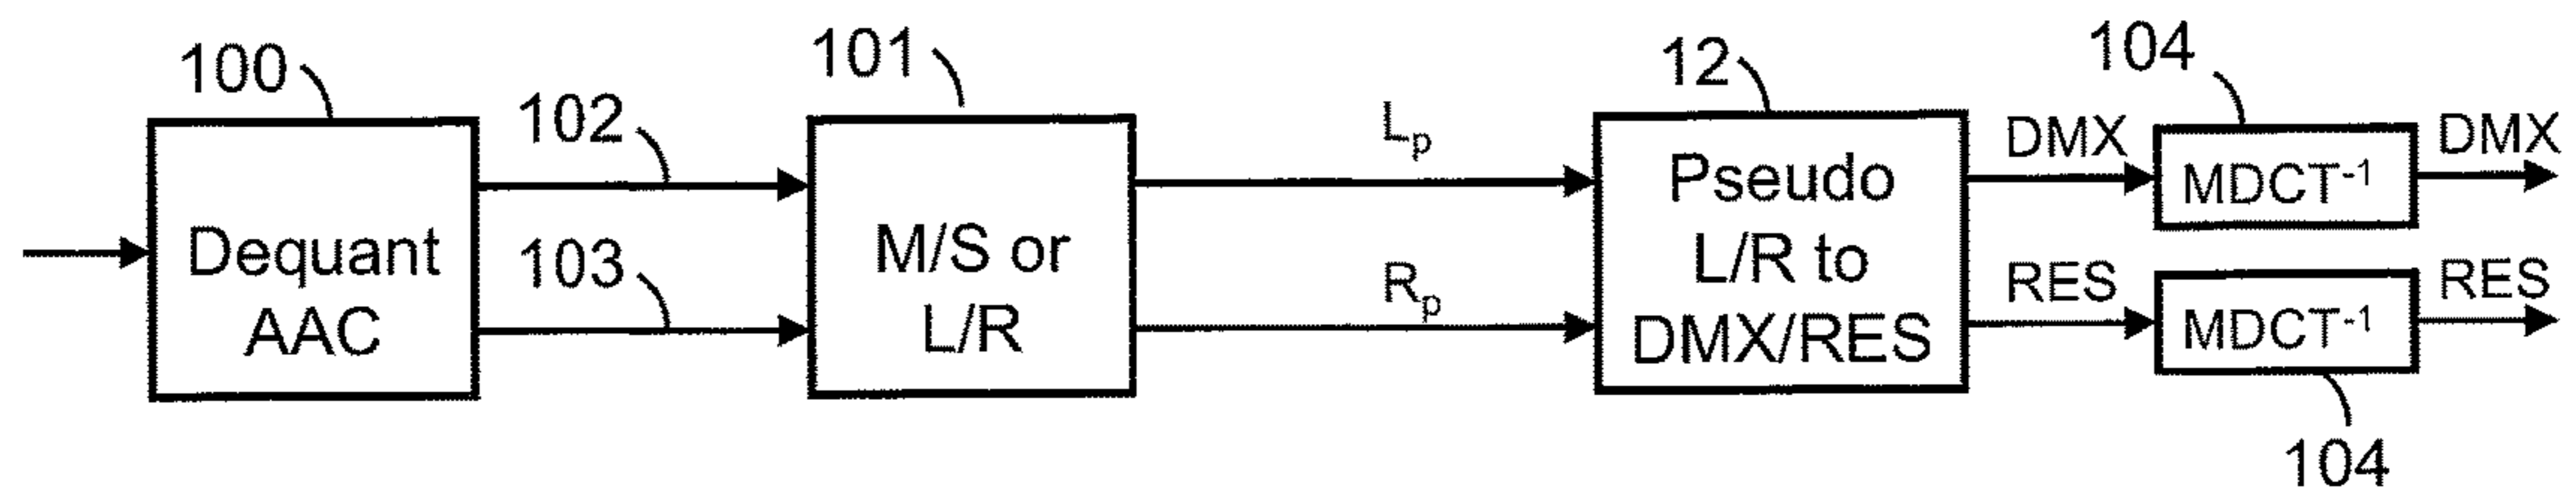 100
102
103
Dequant
AAC
101
M/S or
L/R
Lp
Rp
12
Pseudo
L/R to
DMX/RES
DMX
RES
104
MDCT-1
MDCT-1
104
DMX
RES